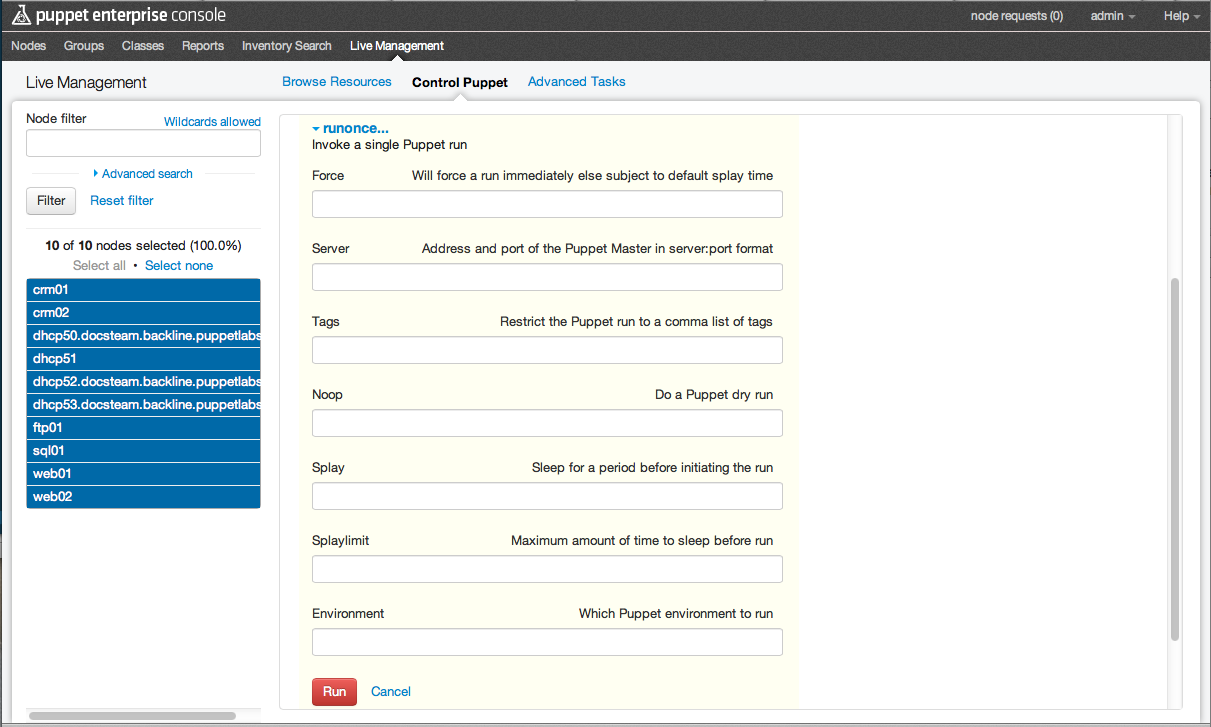 puppet enterprise console
node requests (0) admin Help
Nodes Groups Classes Reports Inventory Search Live Management
Live Management
Browse Resources Control Puppet Advanced Tasks
Node filter Wildcards allowed
Advanced search
Filter Reset filter
10 of 10 nodes selected (100.0%)
Select all • Select none
crm01
crm02
dhcp50.docsteam.backline.puppetlabs
dhcp51
dhcp52.docsteam.backline.puppetlabs
dhcp53.docsteam.backline.puppetlabs
ftp01
sql01
web01
web02
runonce...
Invoke a single Puppet run
Force Will force a run immediately else subject to default splay time
Server Address and port of the Puppet Master in server:port format
Tags Restrict the Puppet run to a comma list of tags
Noop Do a Puppet dry run
Splay Sleep for a period before initiating the run
Splaylimit Maximum amount of time to sleep before run
Environment Which Puppet environment to run
Run Cancel